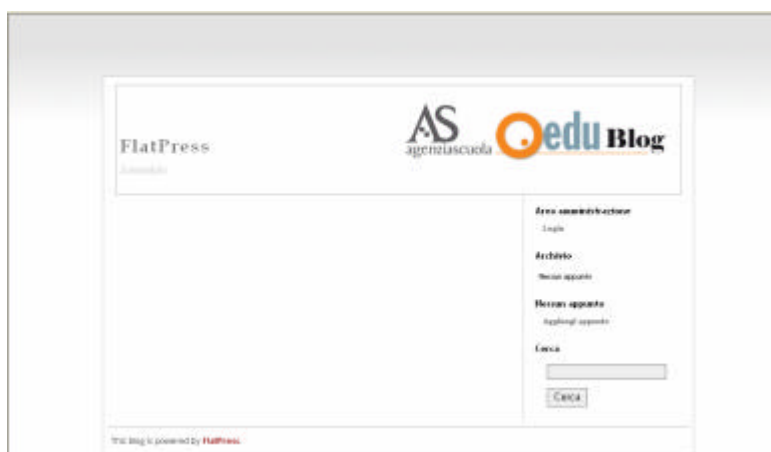 FlatPress
AS
agenziascuola
edu Blog
Area amministrazione
Login
Archivio
Nessun appunto
Nessun appunto
Aggiungi appunto
Cerca
Cerca
This blog is powered by FlatPress.